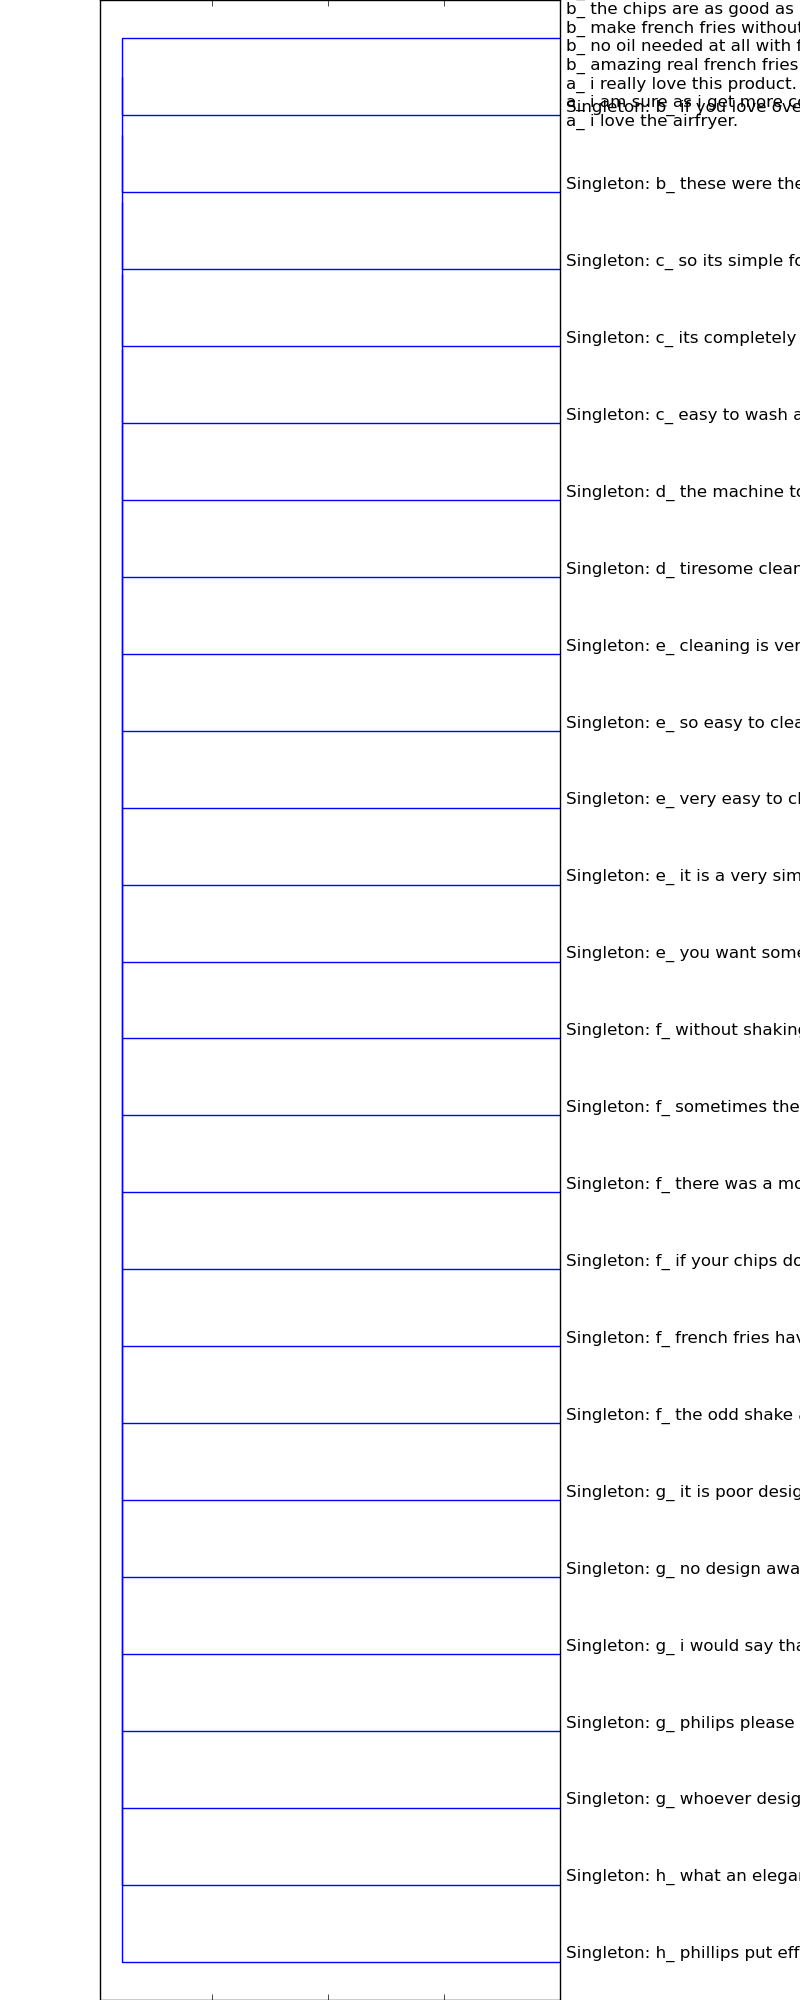 b_ the chips are as good as
b_ make french fries without
b_ no oil needed at all with f
b_ amazing real french fries
a_ i really love this product.
a_ i am sure as i get more co
Singleton: b_ if you love ove
a_ i love the airfryer.
Singleton: b_ these were the
Singleton: c_ so its simple fo
Singleton: c_ its completely
Singleton: c_ easy to wash a
Singleton: d_ the machine to
Singleton: d_ tiresome clean
Singleton: e_ cleaning is ver
Singleton: e_ so easy to clea
Singleton: e_ very easy to cl
Singleton: e_ it is a very sim
Singleton: e_ you want some
Singleton: f_ without shaking
Singleton: f_ sometimes the
Singleton: f_ there was a mo
Singleton: f_ if your chips do
Singleton: f_ french fries hav
Singleton: f_ the odd shake a
Singleton: g_ it is poor desig
Singleton: g_ no design awa
Singleton: g_ i would say tha
Singleton: g_ philips please
Singleton: g_ whoever desig
Singleton: h_ what an elegan
Singleton: h_ phillips put eff